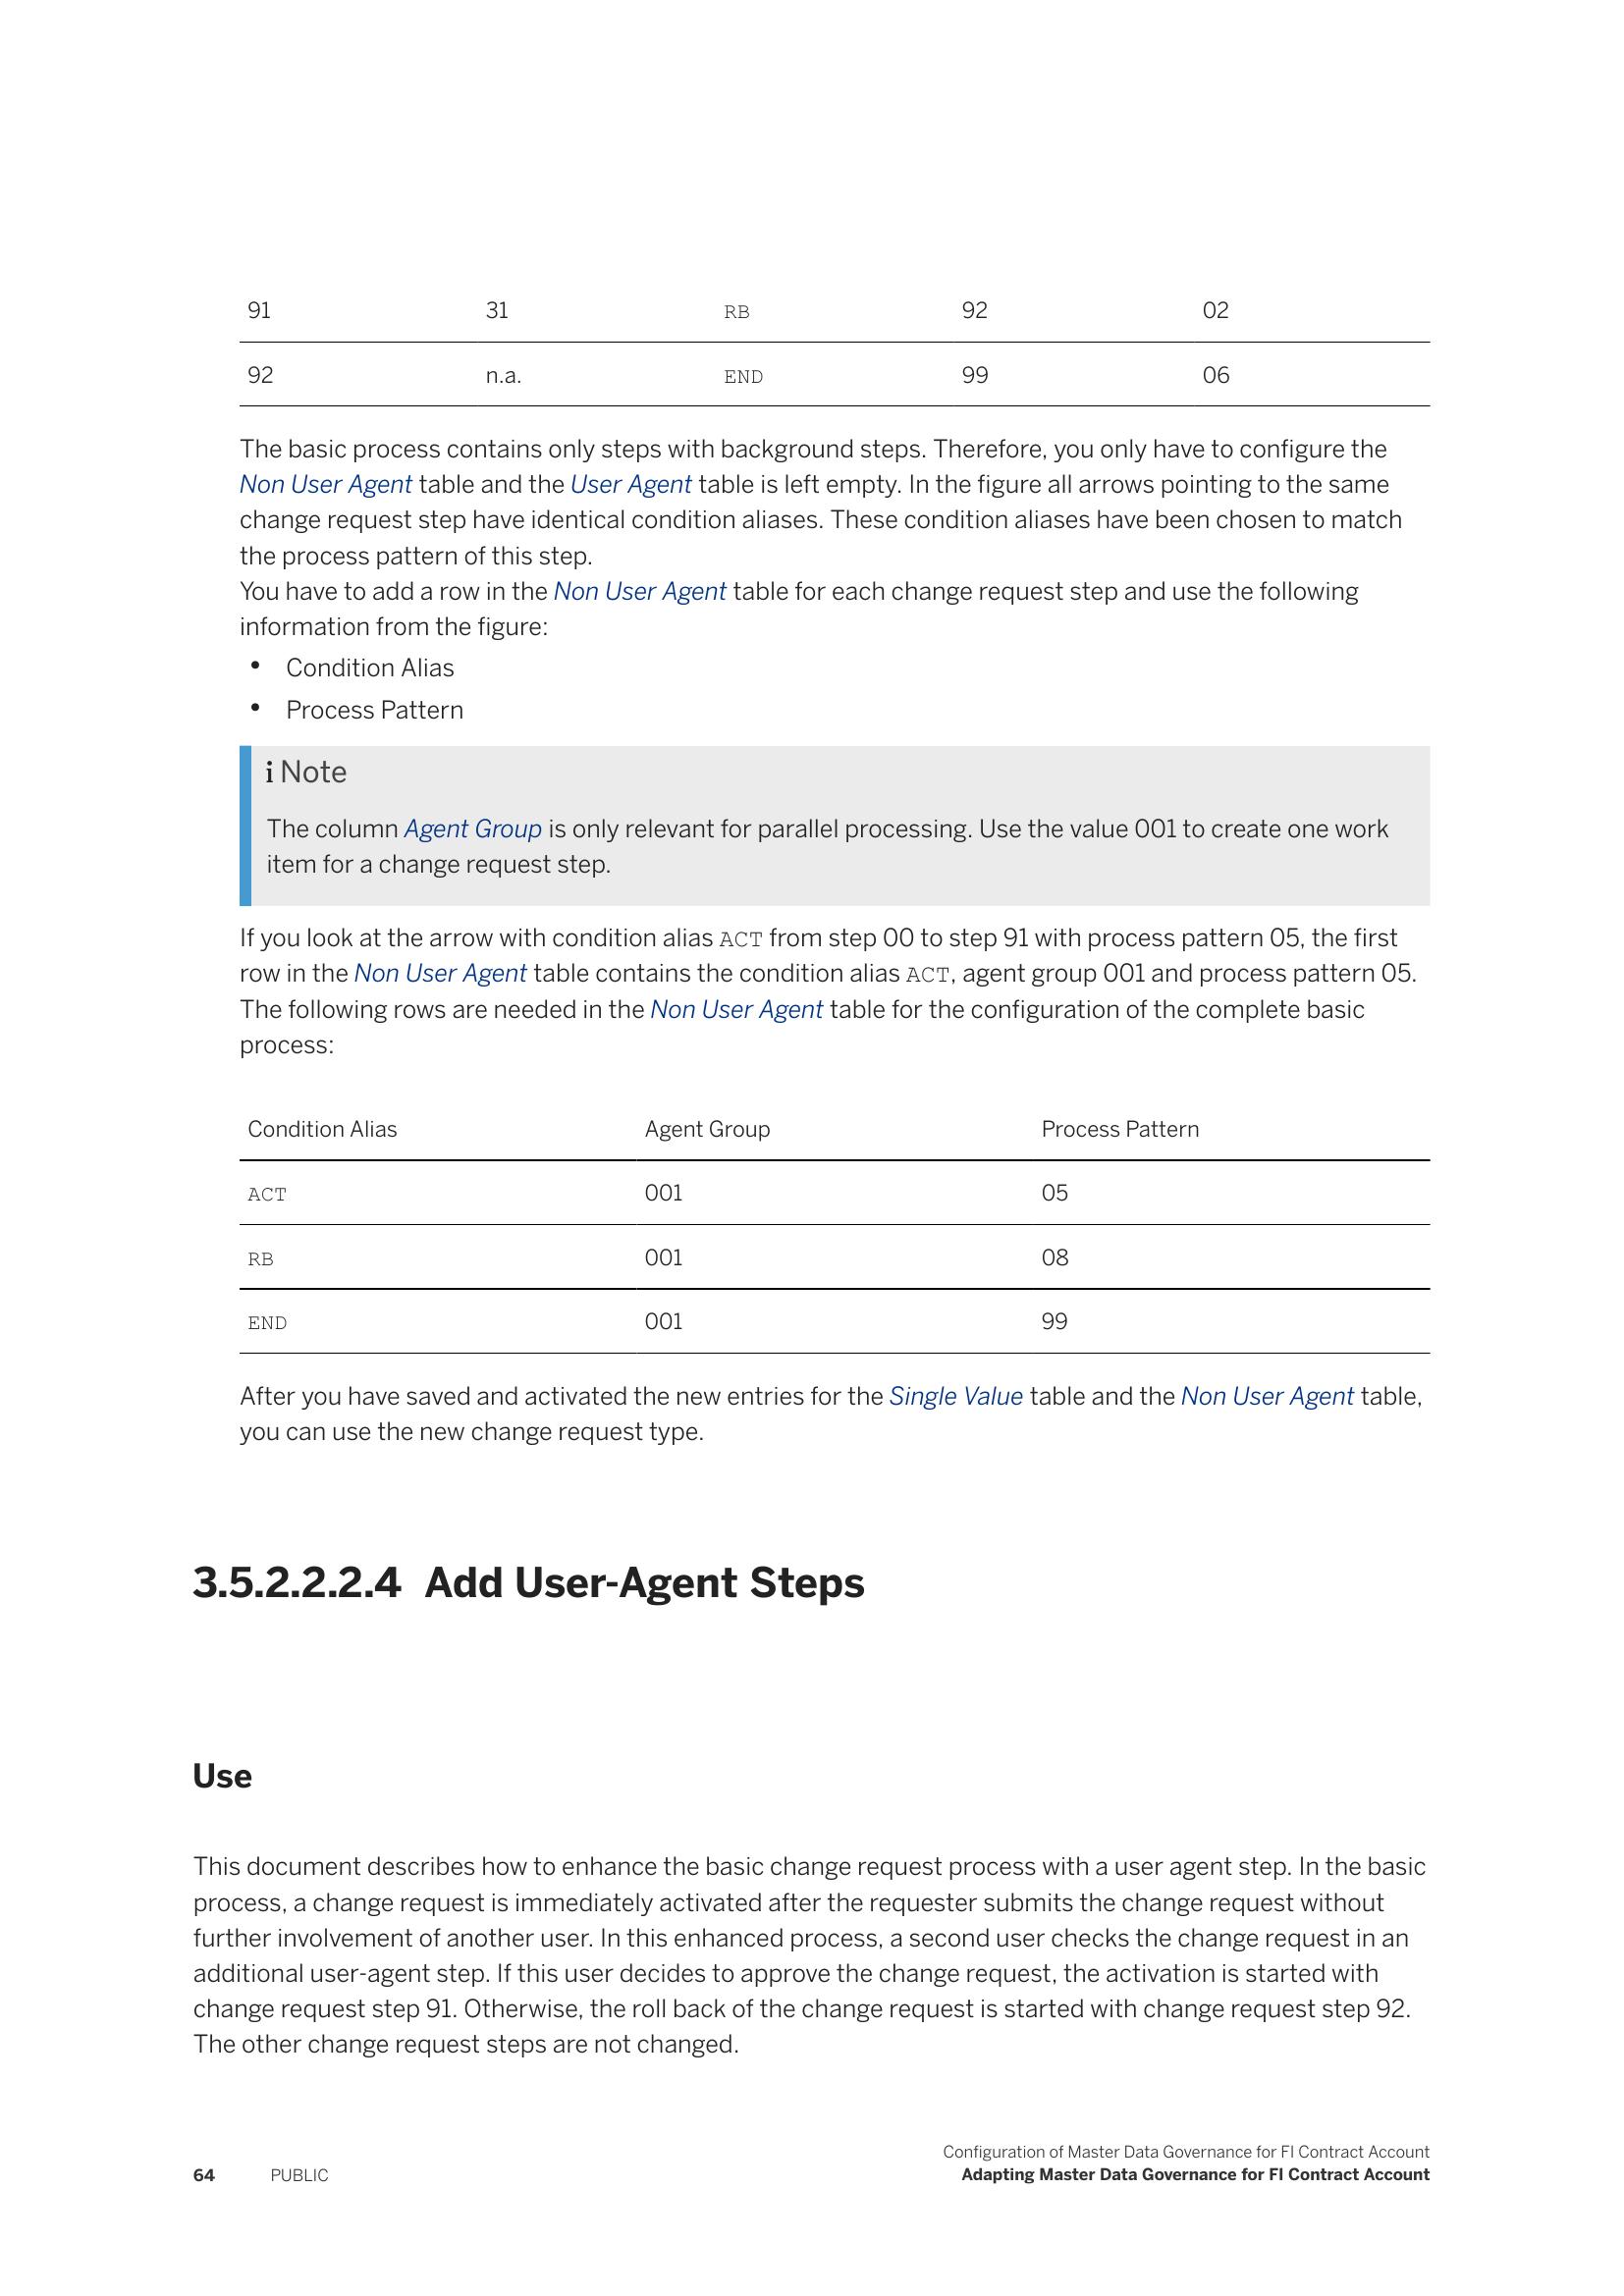 91 31 RB 92 02
92 n.a. END 99 06
The basic process contains only steps with background steps. Therefore, you only have to configure the
Non User Agent table and the User Agent table is left empty. In the figure all arrows pointing to the same
change request step have identical condition aliases. These condition aliases have been chosen to match
the process pattern of this step.
You have to add a row in the Non User Agent table for each change request step and use the following
information from the figure:
• Condition Alias
• Process Pattern
i Note
The column Agent Group is only relevant for parallel processing. Use the value 001 to create one work
item for a change request step.
If you look at the arrow with condition alias ACT from step 00 to step 91 with process pattern 05, the first
row in the Non User Agent table contains the condition alias ACT, agent group 001 and process pattern 05.
The following rows are needed in the Non User Agent table for the configuration of the complete basic
process:
Condition Alias Agent Group Process Pattern
ACT 001 05
RB 001 08
END 001 99
After you have saved and activated the new entries for the Single Value table and the Non User Agent table,
you can use the new change request type.
3.5.2.2.2.4 Add User-Agent Steps
Use
This document describes how to enhance the basic change request process with a user agent step. In the basic
process, a change request is immediately activated after the requester submits the change request without
further involvement of another user. In this enhanced process, a second user checks the change request in an
additional user-agent step. If this user decides to approve the change request, the activation is started with
change request step 91. Otherwise, the roll back of the change request is started with change request step 92.
The other change request steps are not changed.
Configuration of Master Data Governance for FI Contract Account
64 PUBLIC Adapting Master Data Governance for FI Contract Account